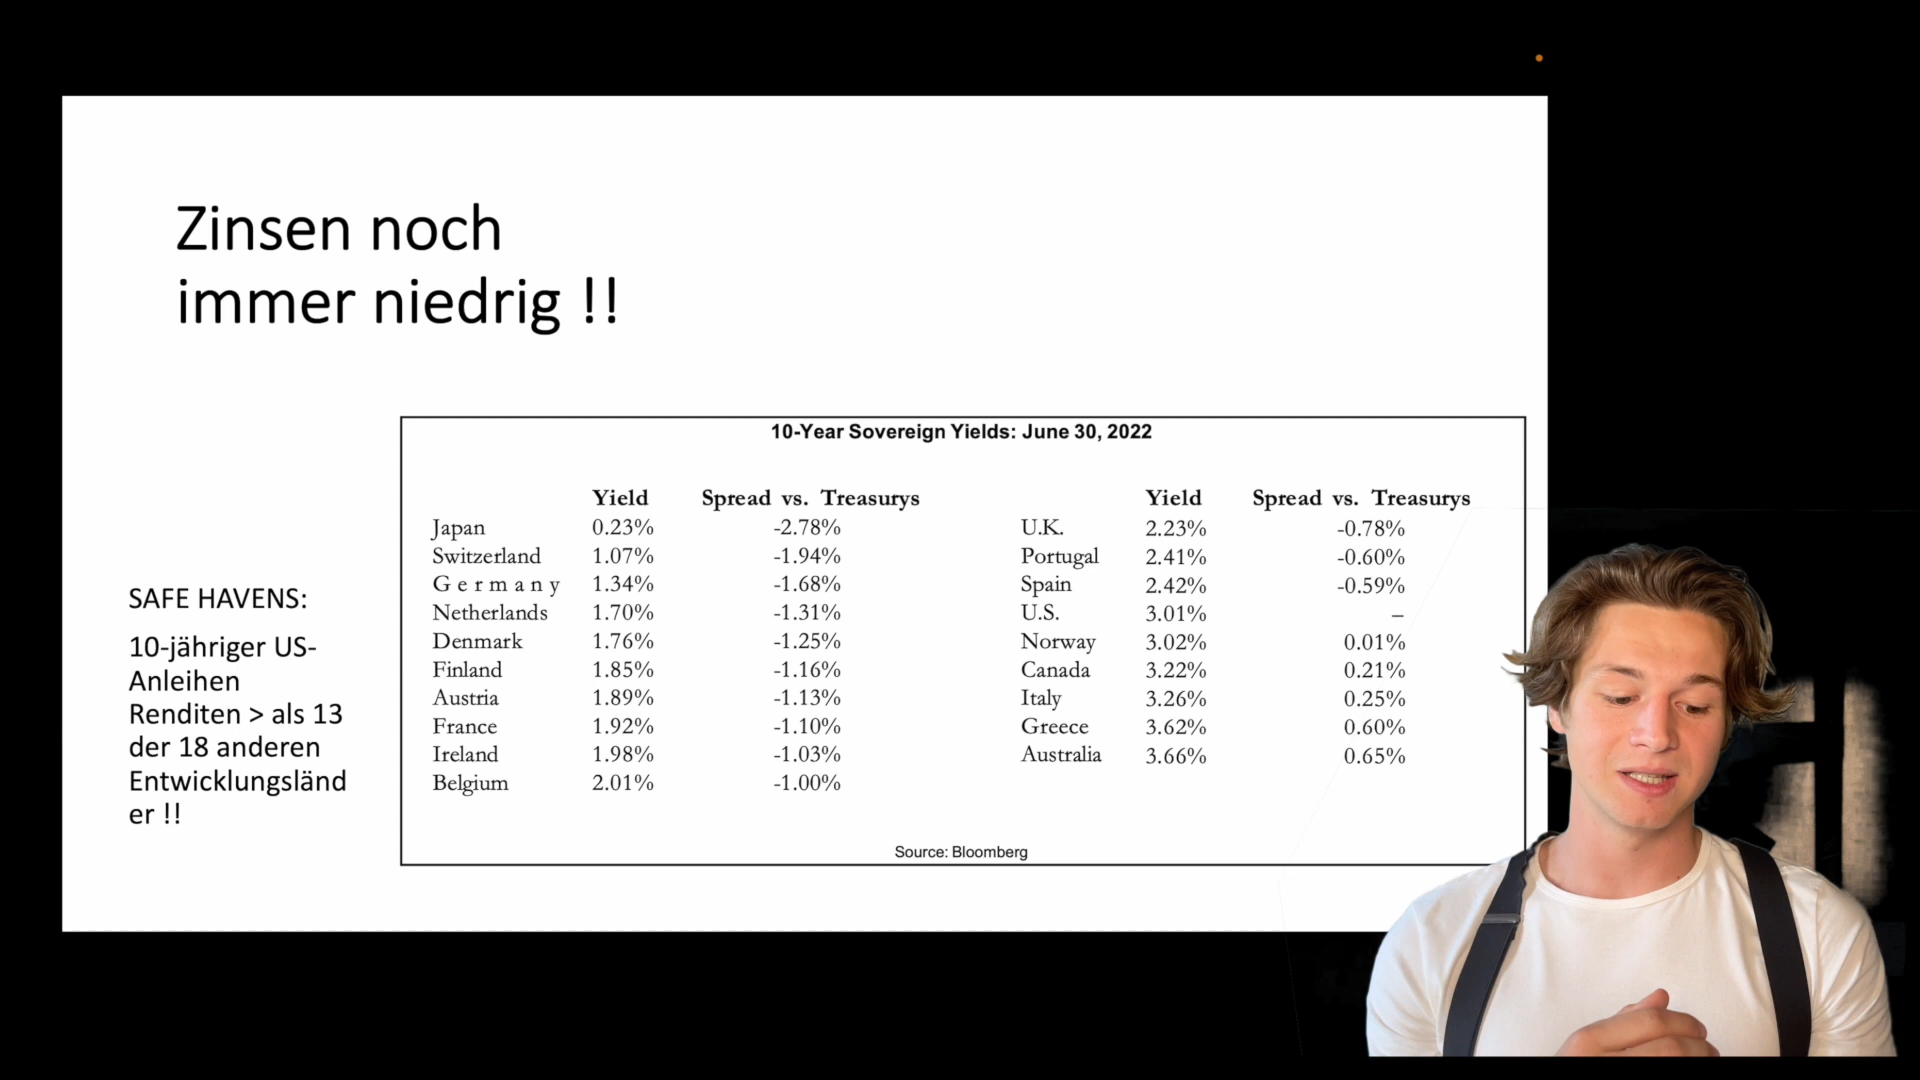 Zinsen noch
immer niedrig !!
SAFE HAVENS:
10-jähriger US-
Anleihen
Renditen > als 13
der 18 anderen
Entwicklungsländ
er !!
10-Year Sovereign Yields: June 30, 2022
Yield Spread vs. Treasurys Yield Spread vs. Treasurys
Japan 0.23% -2.78% U.K. 2.23% -0.78%
Switzerland 1.07% -1.94% Portugal 2.41% -0.60%
Germany 1.34% -1.68% Spain 2.42% -0.59%
Netherlands 1.70% -1.31% U.S. 3.01% –
Denmark 1.76% -1.25% Norway 3.02% 0.01%
Finland 1.85% -1.16% Canada 3.22% 0.21%
Austria 1.89% -1.13% Italy 3.26% 0.25%
France 1.92% -1.10% Greece 3.62% 0.60%
Ireland 1.98% -1.03% Australia 3.66% 0.65%
Belgium 2.01% -1.00%
Source: Bloomberg